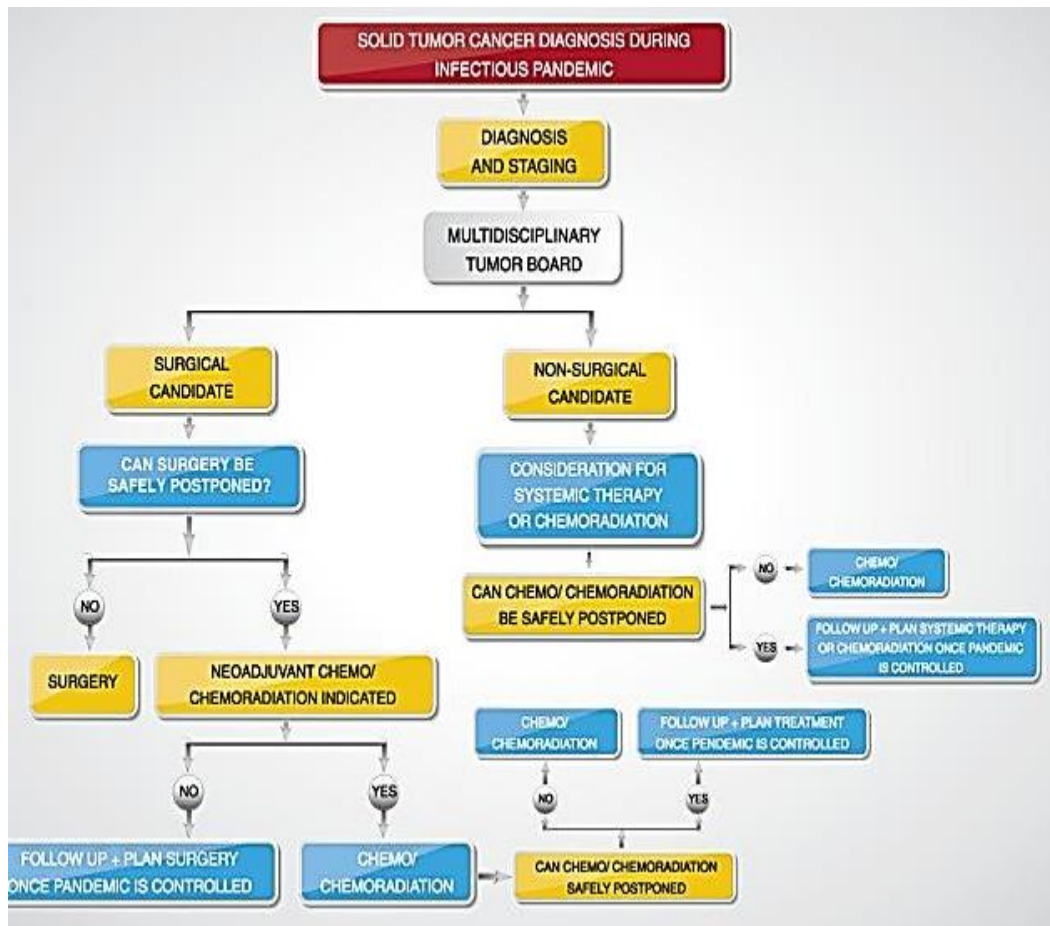 SOLID TUMOR CANCER DIAGNOSIS DURING
INFECTIOUS PANDEMIC
DIAGNOSIS
AND STAGING
MULTIDISCIPLINARY
TUMOR BOARD
SURGICAL
CANDIDATE
NON-SURGICAL
CANDIDATE
CAN SURGERY BE
SAFELY POSTPONED?
CONSIDERATION FOR
SYSTEMIC THERAPY
OR CHEMORADIATION
NO
YES
CAN CHEMO/ CHEMORADIATION
BE SAFELY POSTPONED
NO
CHEMO/
CHEMORADIATION
YES
FOLLOW UP + PLAN SYSTEMIC THERAPY
OR CHEMORADIATION ONCE PANDEMIC
IS CONTROLLED
SURGERY
NEOADJUVANT CHEMO/
CHEMORADIATION INDICATED
NO
YES
FOLLOW UP + PLAN SURGERY
ONCE PANDEMIC IS CONTROLLED
CHEMO/
CHEMORADIATION
CHEMO/
CHEMORADIATION
FOLLOW UP + PLAN TREATMENT
ONCE PENDEMIC IS CONTROLLED
NO
YES
CAN CHEMO/ CHEMORADIATION
SAFELY POSTPONED